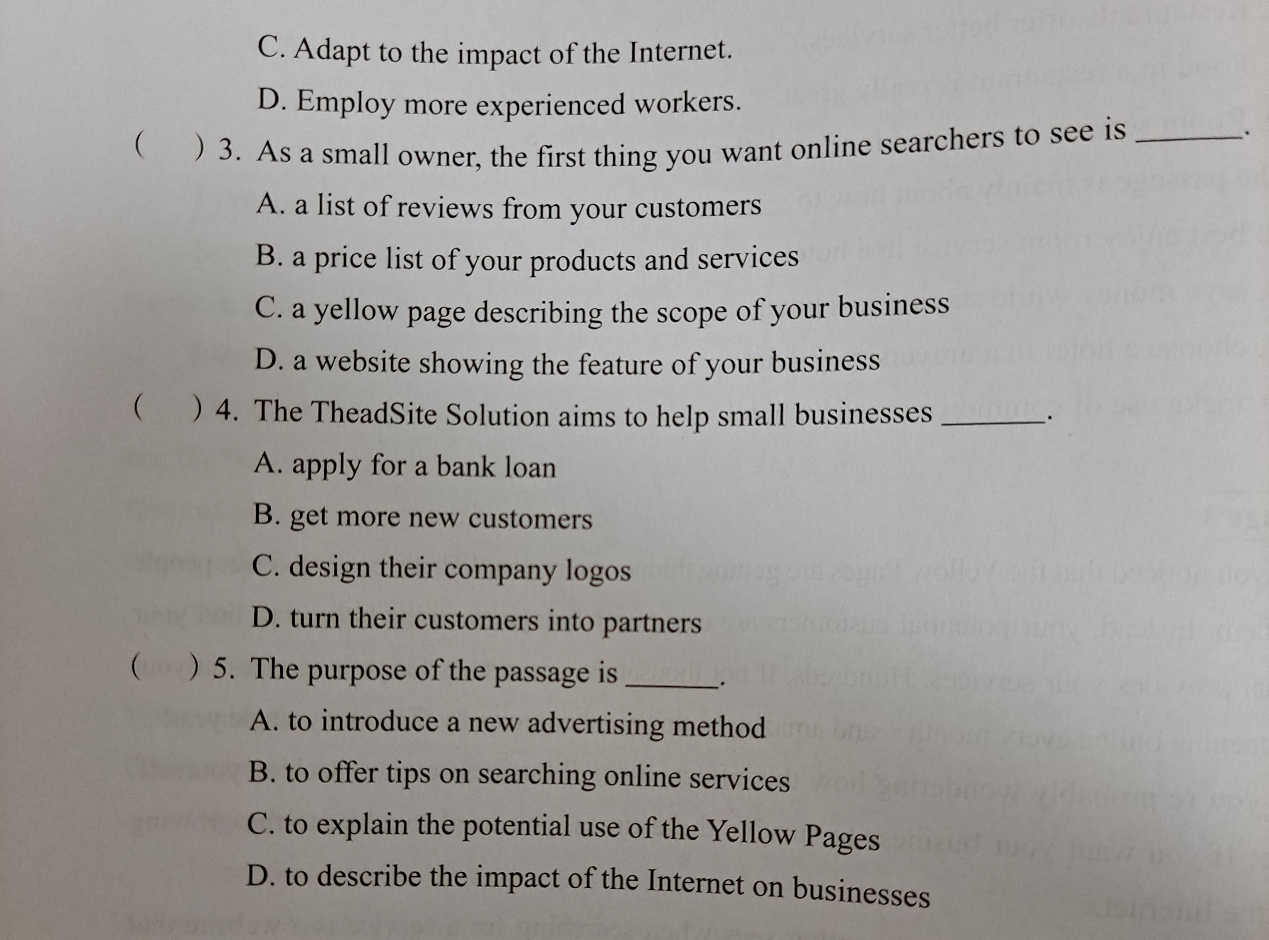 C. Adapt to the impact of the Internet.
D. Employ more experienced workers.
( ) 3. As a small owner, the first thing you want online searchers to see is ______.
A. a list of reviews from your customers
B. a price list of your products and services
C. a yellow page describing the scope of your business
D. a website showing the feature of your business
( ) 4. The TheadSite Solution aims to help small businesses ______.
A. apply for a bank loan
B. get more new customers
C. design their company logos
D. turn their customers into partners
( ) 5. The purpose of the passage is ______.
A. to introduce a new advertising method
B. to offer tips on searching online services
C. to explain the potential use of the Yellow Pages
D. to describe the impact of the Internet on businesses